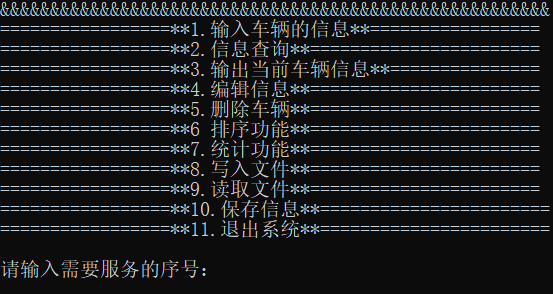 &&&&&&&&&&&&&&&&&&&&&&&&&&&&&&&&&&&&&&&&&&&&&&&&&&&&&&&
=================**1.输入车辆的信息**=================
=================**2.信息查询**=======================
=================**3.输出当前车辆信息**===============
=================**4.编辑信息**=======================
=================**5.删除车辆**=======================
=================**6 排序功能**=======================
=================**7.统计功能**=======================
=================**8.写入文件**=======================
=================**9.读取文件**=======================
=================**10.保存信息**=======================
=================**11.退出系统**=======================
请输入需要服务的序号: